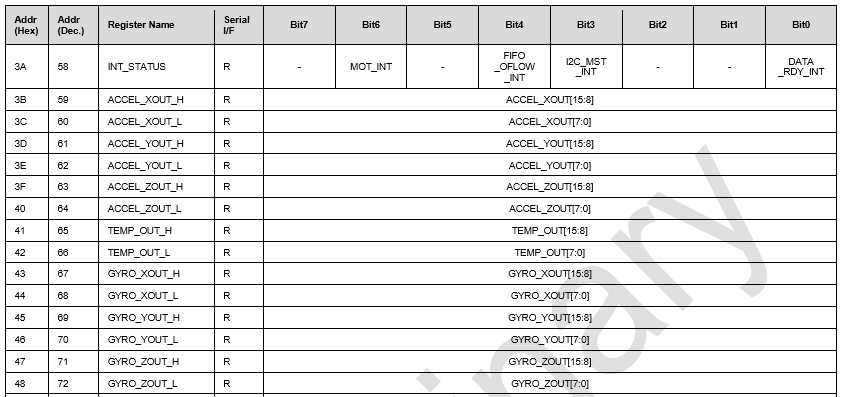 Addr (Hex) Addr (Dec.) Register Name Serial I/F Bit7 Bit6 Bit5 Bit4 Bit3 Bit2 Bit1 Bit0
3A 58 INT_STATUS R - MOT_INT - FIFO _OFLOW _INT I2C_MST _INT - - DATA _RDY_INT
3B 59 ACCEL_XOUT_H R ACCEL_XOUT[15:8]
3C 60 ACCEL_XOUT_L R ACCEL_XOUT[7:0]
3D 61 ACCEL_YOUT_H R ACCEL_YOUT[15:8]
3E 62 ACCEL_YOUT_L R ACCEL_YOUT[7:0]
3F 63 ACCEL_ZOUT_H R ACCEL_ZOUT[15:8]
40 64 ACCEL_ZOUT_L R ACCEL_ZOUT[7:0]
41 65 TEMP_OUT_H R TEMP_OUT[15:8]
42 66 TEMP_OUT_L R TEMP_OUT[7:0]
43 67 GYRO_XOUT_H R GYRO_XOUT[15:8]
44 68 GYRO_XOUT_L R GYRO_XOUT[7:0]
45 69 GYRO_YOUT_H R GYRO_YOUT[15:8]
46 70 GYRO_YOUT_L R GYRO_YOUT[7:0]
47 71 GYRO_ZOUT_H R GYRO_ZOUT[15:8]
48 72 GYRO_ZOUT_L R GYRO_ZOUT[7:0]